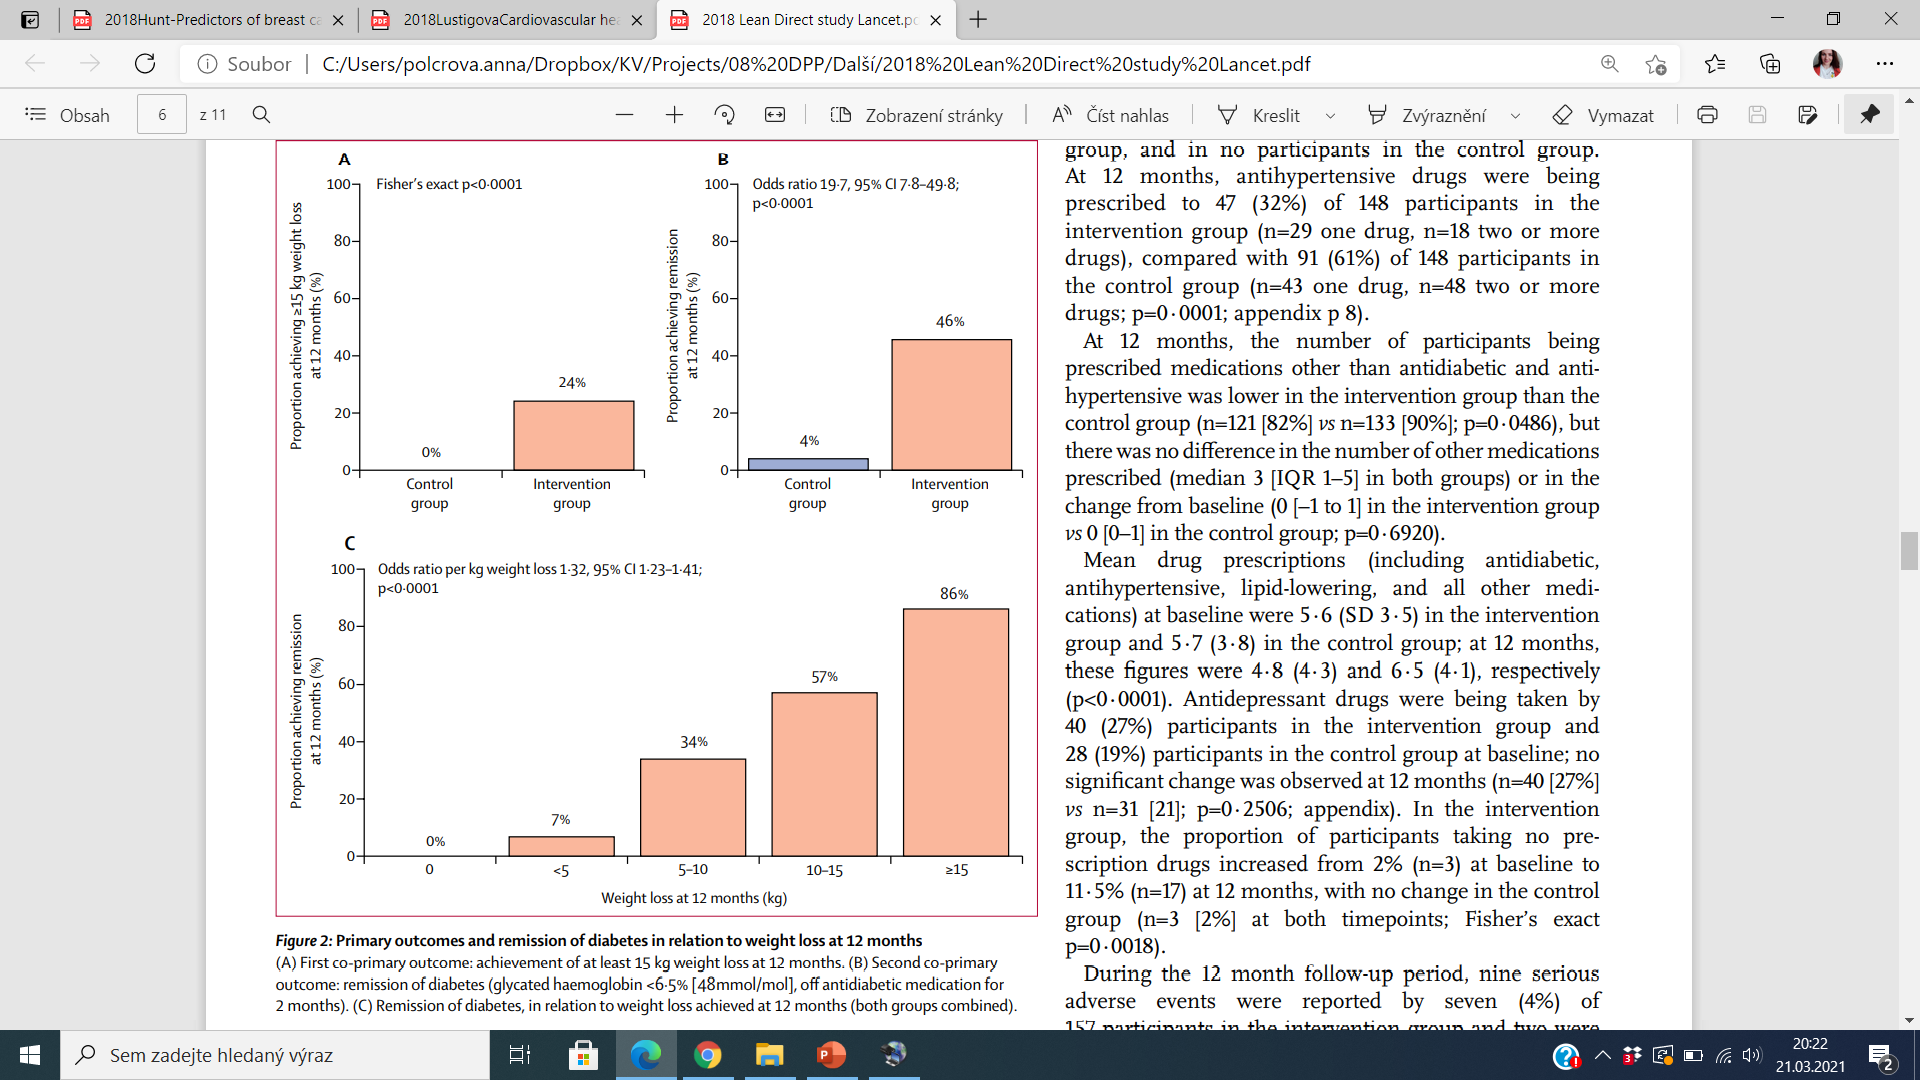 2018Hunt-Predictors of breast ca
2018LustigovaCardiovascular hea
2018 Lean Direct study Lancet.pd
Soubor
C:/Users/polcrova.anna/Dropbox/KV/Projects/08%20DPP/Další/2018%20Lean%20Direct%20study%20Lancet.pdf
Obsah
6
z 11
Zobrazení stránky
Číst nahlas
Kreslit
Zvýraznění
Vymazat
A
Fisher's exact p<0·0001
Proportion achieving ≥15 kg weight loss
at 12 months (%)
100
80
60
40
20
0
0%
24%
Control
group
Intervention
group
B
Odds ratio 19·7, 95% CI 7·8–49·8;
p<0·0001
Proportion achieving remission
at 12 months (%)
100
80
60
40
20
0
4%
46%
Control
group
Intervention
group
C
Odds ratio per kg weight loss 1·32, 95% CI 1·23–1·41;
p<0·0001
Proportion achieving remission
at 12 months (%)
100
80
60
40
20
0
0%
7%
34%
57%
86%
0
<5
5–10
10–15
≥15
Weight loss at 12 months (kg)
Figure 2: Primary outcomes and remission of diabetes in relation to weight loss at 12 months
(A) First co-primary outcome: achievement of at least 15 kg weight loss at 12 months. (B) Second co-primary
outcome: remission of diabetes (glycated haemoglobin <6·5% [48mmol/mol], off antidiabetic medication for
2 months). (C) Remission of diabetes, in relation to weight loss achieved at 12 months (both groups combined).
group, and in no participants in the control group.
At 12 months, antihypertensive drugs were being
prescribed to 47 (32%) of 148 participants in the
intervention group (n=29 one drug, n=18 two or more
drugs), compared with 91 (61%) of 148 participants in
the control group (n=43 one drug, n=48 two or more
drugs; p=0·0001; appendix p 8).
At 12 months, the number of participants being
prescribed medications other than antidiabetic and anti-
hypertensive was lower in the intervention group than the
control group (n=121 [82%] vs n=133 [90%]; p=0·0486), but
there was no difference in the number of other medications
prescribed (median 3 [IQR 1–5] in both groups) or in the
change from baseline (0 [–1 to 1] in the intervention group
vs 0 [0–1] in the control group; p=0·6920).
Mean drug prescriptions (including antidiabetic,
antihypertensive, lipid-lowering, and all other medi-
cations) at baseline were 5·6 (SD 3·5) in the intervention
group and 5·7 (3·8) in the control group; at 12 months,
these figures were 4·8 (4·3) and 6·5 (4·1), respectively
(p<0·0001). Antidepressant drugs were being taken by
40 (27%) participants in the intervention group and
28 (19%) participants in the control group at baseline; no
significant change was observed at 12 months (n=40 [27%]
vs n=31 [21]; p=0·2506; appendix). In the intervention
group, the proportion of participants taking no pre-
scription drugs increased from 2% (n=3) at baseline to
11·5% (n=17) at 12 months, with no change in the control
group (n=3 [2%] at both timepoints; Fisher's exact
p=0·0018).
During the 12 month follow-up period, nine serious
adverse events were reported by seven (4%) of
157 participants in the intervention group and two were
Sem zadejte hledaný výraz
3
20:22
21.03.2021
2